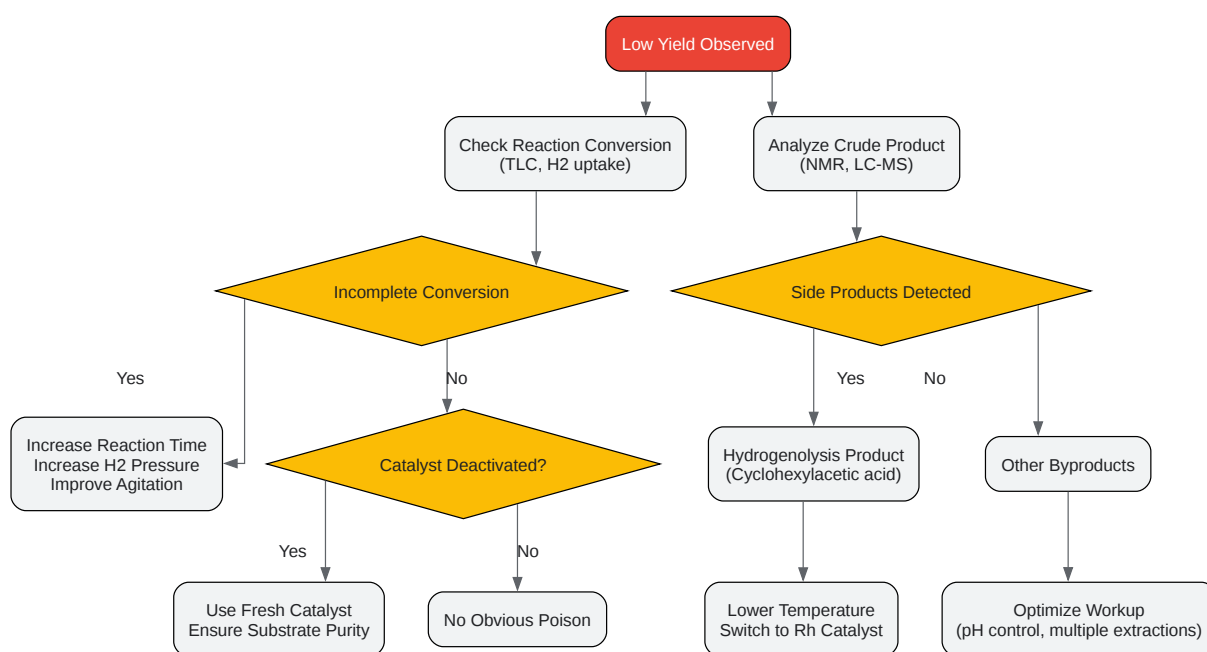 Low Yield Observed
Check Reaction Conversion
(TLC, H2 uptake)
Analyze Crude Product
(NMR, LC-MS)
Incomplete Conversion
Side Products Detected
Yes
No
Yes
No
Increase Reaction Time
Increase H2 Pressure
Improve Agitation
Catalyst Deactivated?
Hydrogenolysis Product
(Cyclohexylacetic acid)
Other Byproducts
Yes
No
Use Fresh Catalyst
Ensure Substrate Purity
No Obvious Poison
Lower Temperature
Switch to Rh Catalyst
Optimize Workup
(pH control, multiple extractions)